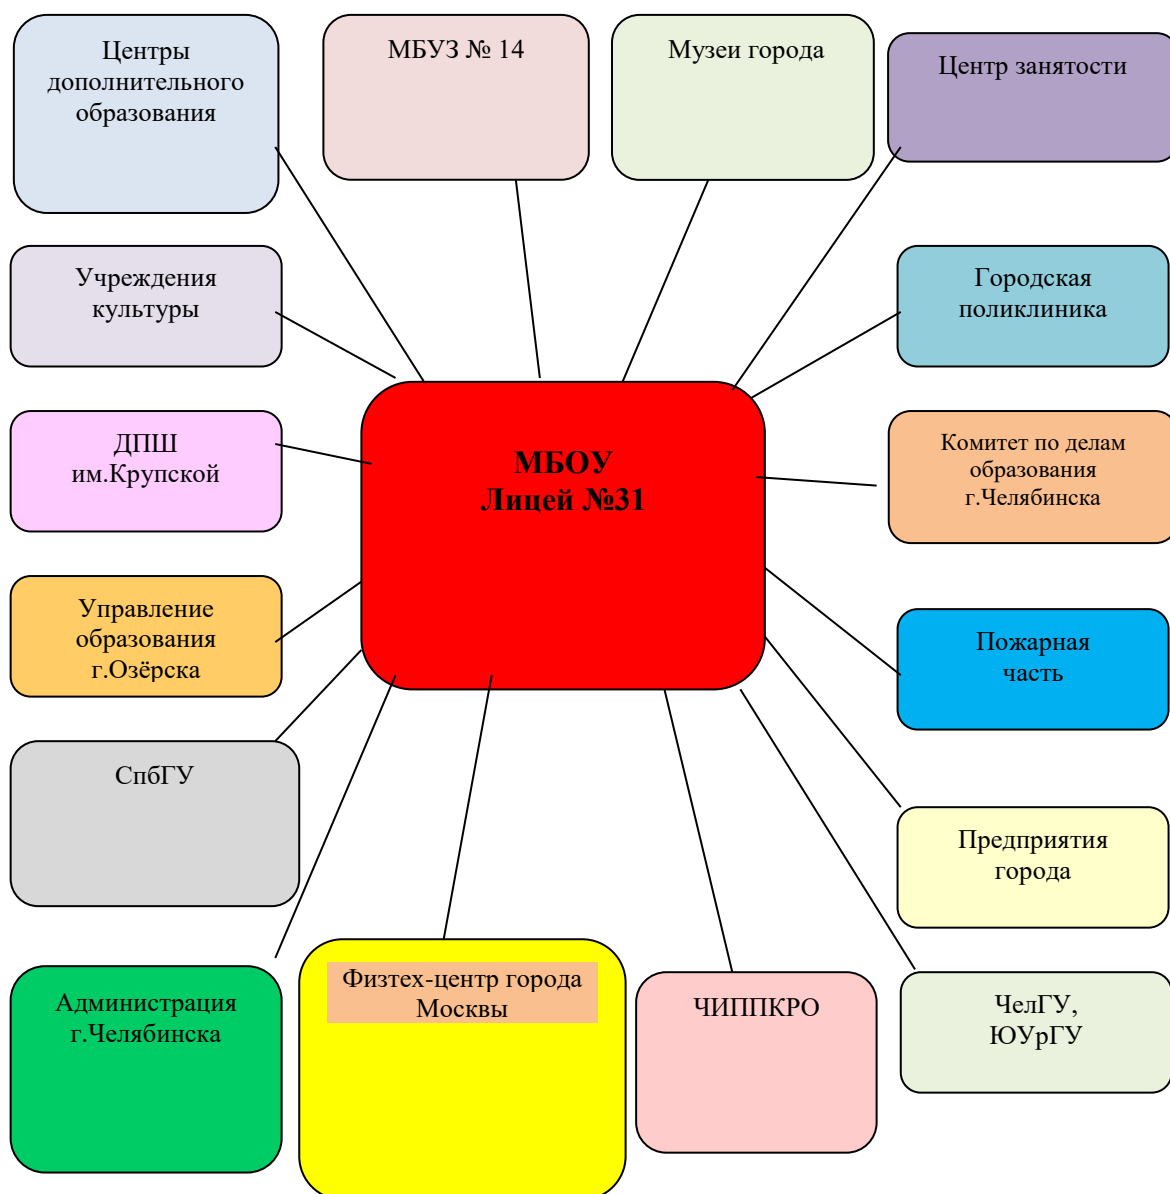 Центры
дополнительного
образования
МБУЗ № 14
Музеи города
Центр занятости
Учреждения
культуры
Городская
поликлиника
МБОУ
Лицей №31
ДПШ
им.Крупской
Комитет по делам
образования
г.Челябинска
Управление
образования
г.Озёрска
Пожарная
часть
СпбГУ
Предприятия
города
Администрация
г.Челябинска
Физтех-центр города
Москвы
ЧИППКРО
ЧелГУ,
ЮУрГУ